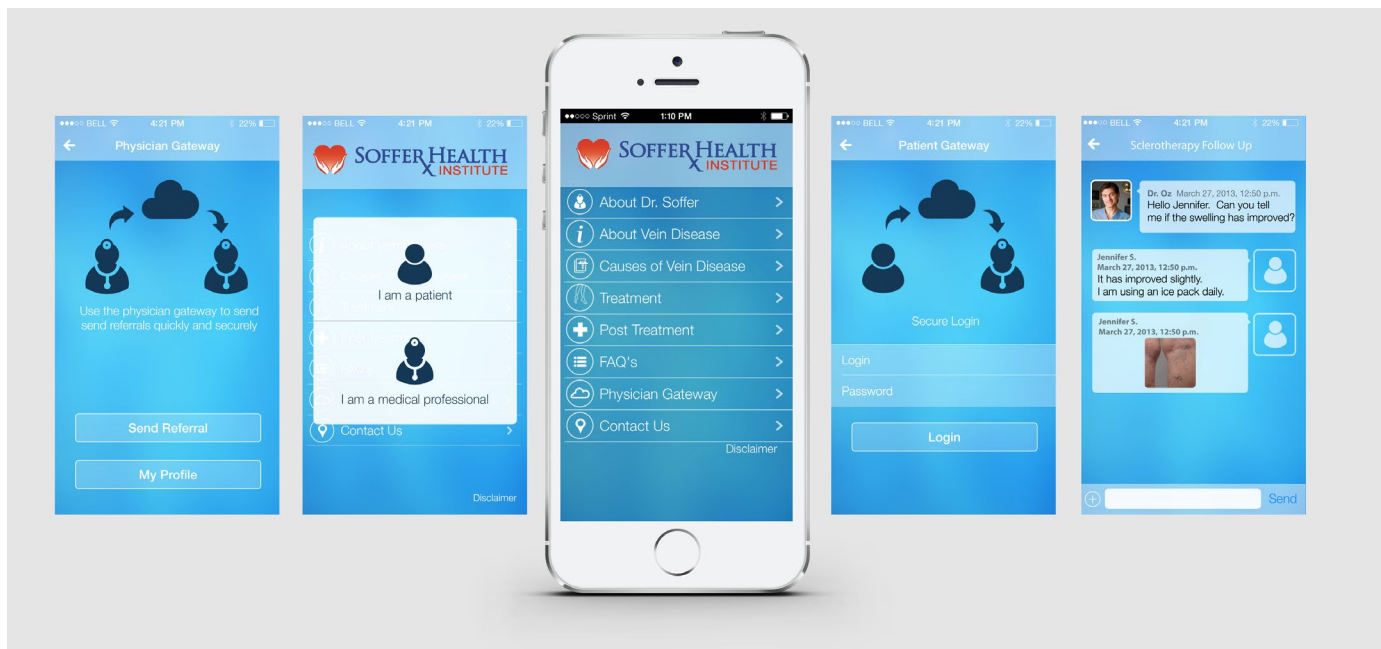 ●●●○○ BELL 4:21 PM 22%
Physician Gateway
Use the physician gateway to send
send referrals quickly and securely
Send Referral
My Profile
●●●○○ BELL 4:21 PM 22%
SOFFER HEALTH
Rx INSTITUTE
I am a patient
I am a medical professional
Contact Us
Disclaimer
●●○○○ Sprint 1:10 PM
SOFFER HEALTH
Rx INSTITUTE
About Dr. Soffer
About Vein Disease
Causes of Vein Disease
Treatment
Post Treatment
FAQ's
Physician Gateway
Contact Us
Disclaimer
●●●○○ BELL 4:21 PM 22%
Patient Gateway
Secure Login
Login
Password
Login
●●●○○ BELL 4:21 PM 22%
Sclerotherapy Follow Up
Dr. Oz March 27, 2013, 12:50 p.m.
Hello Jennifer. Can you tell
me if the swelling has improved?
Jennifer S.
March 27, 2013, 12:50 p.m.
It has improved slightly.
I am using an ice pack daily.
Jennifer S.
March 27, 2013, 12:50 p.m.
Send